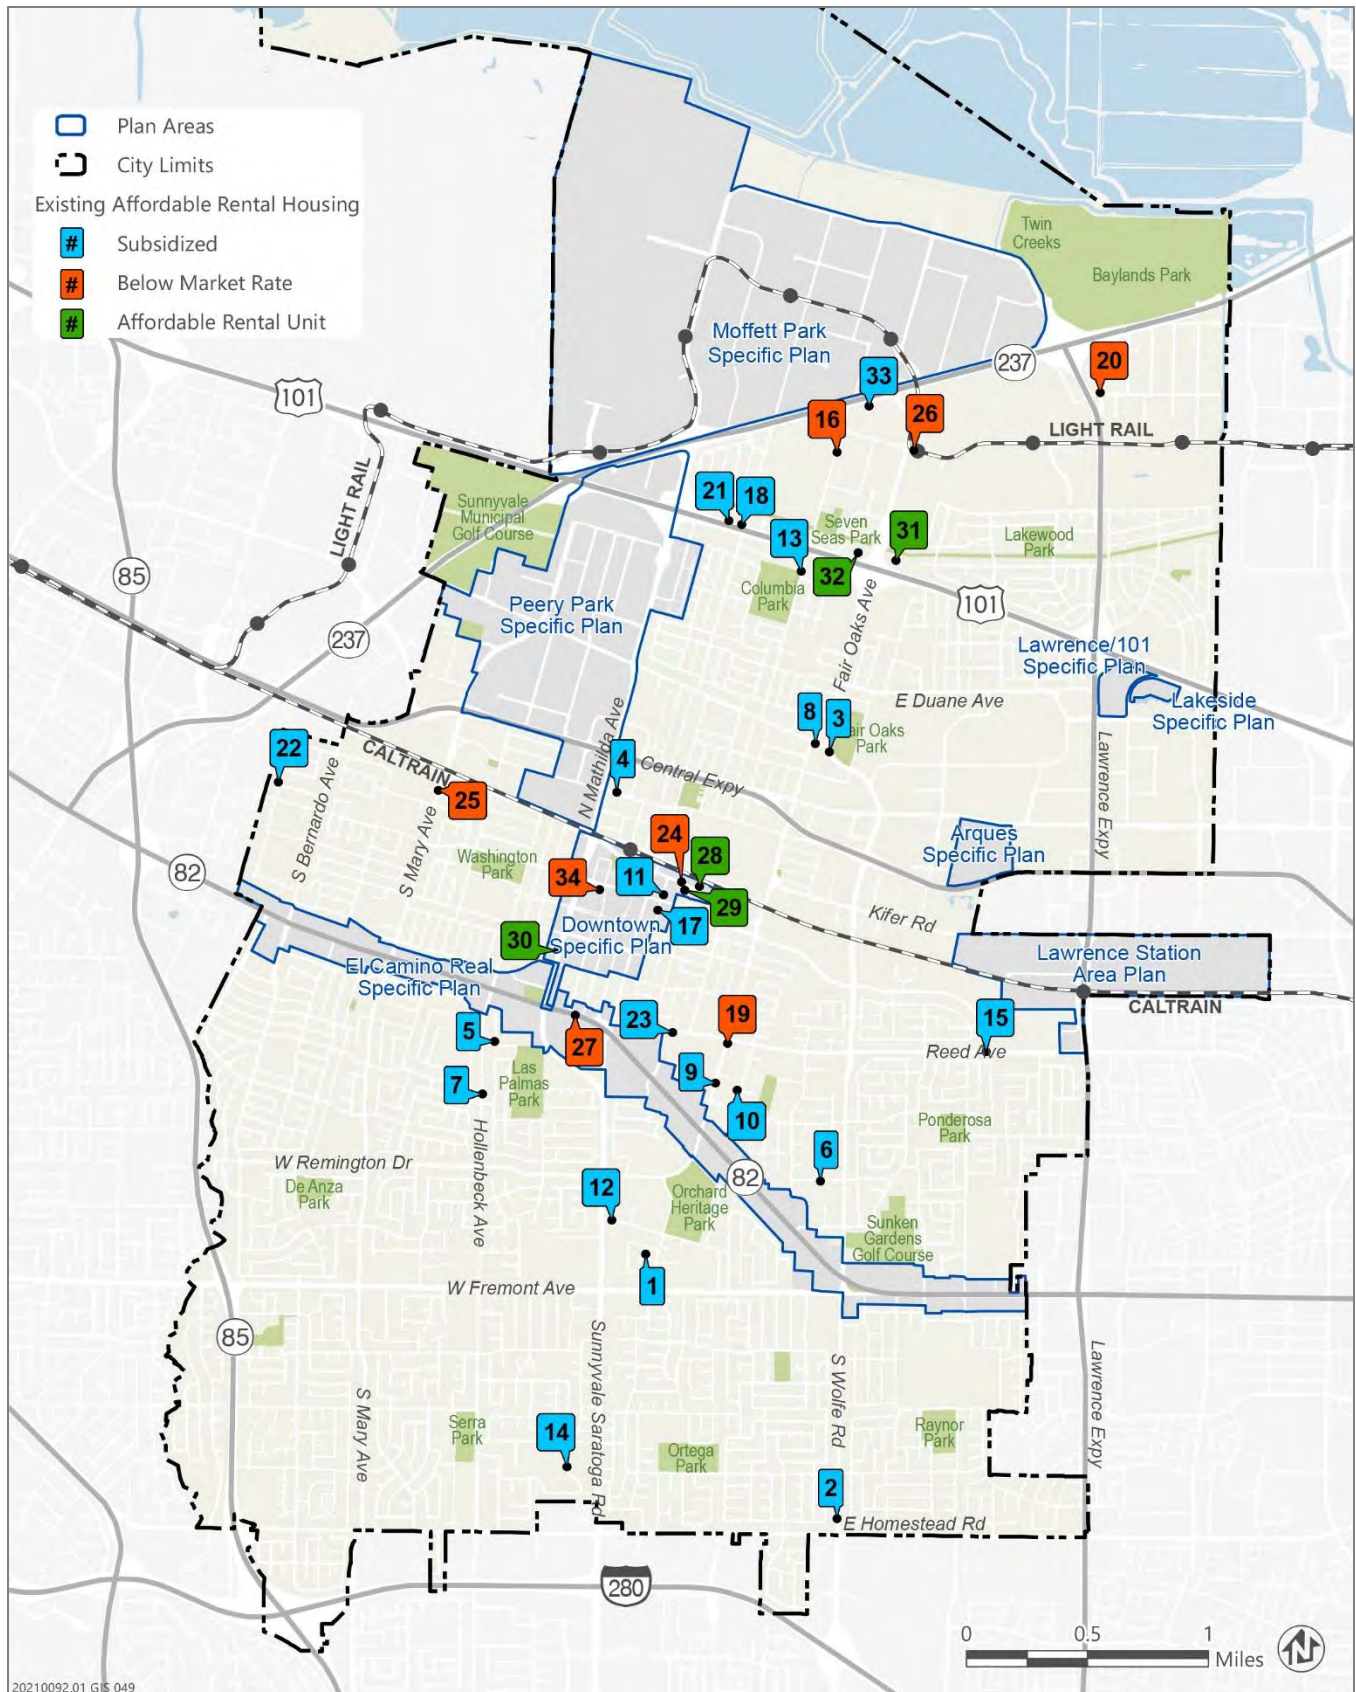 Plan Areas
City Limits
Existing Affordable Rental Housing
# Subsidized
# Below Market Rate
# Affordable Rental Unit
Twin
Creeks
Baylands Park
Moffett Park
Specific Plan
237
20
33
101
16
26
LIGHT RAIL
LIGHT RAIL
Sunnyvale
Municipal
Golf Course
21
18
Seven
Seas Park
31
Lakewood
Park
13
32
85
Columbia
Park
101
Peery Park
Specific Plan
237
Fair Oaks Ave
Lawrence/101
Specific Plan
Lakeside
Specific Plan
E Duane Ave
8
3
air Oaks
Park
22
CALTRAIN
N Mathilda Ave
4
Central Expy
Lawrence Expy
S Bernardo Ave
25
S Mary Ave
Arques
Specific Plan
82
Washington
Park
24
28
34
11
29
17
Kifer Rd
30
Downtown
Specific Plan
El Camino Real
Specific Plan
Lawrence Station
Area Plan
CALTRAIN
5
27
23
19
15
Reed Ave
Las
Palmas
Park
7
9
10
Ponderosa
Park
Hollenbeck Ave
W Remington Dr
De Anza
Park
6
82
12
Orchard
Heritage
Park
Sunken
Gardens
Golf Course
1
W Fremont Ave
85
Sunnyvale Saratoga Rd
S Wolfe Rd
Lawrence Expy
S Mary Ave
Serra
Park
14
Ortega
Park
Raynor
Park
2
E Homestead Rd
280
0 0.5 1
Miles
N
20210092.01 GIS 049